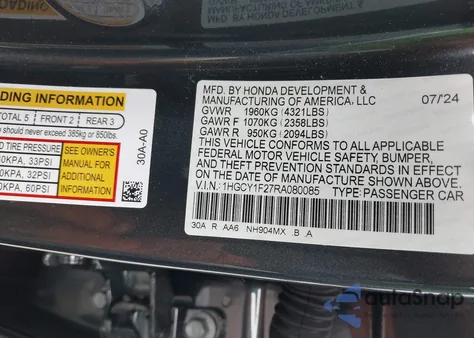 DING INFORMATION
TOTAL 5 FRONT 2 REAR 3
should never exceed 385kg or 850lbs.
TIRE PRESSURE
KPA, 33PSI
KPA, 32PSI
0KPA, 60PSI
SEE OWNER'S
MANUAL FOR
ADDITIONAL
INFORMATION
30A-A0
MFD. BY HONDA DEVELOPMENT &
MANUFACTURING OF AMERICA, LLC 07/24
GVWR 1960KG (4321LBS)
GAWR F 1070KG (2358LBS)
GAWR R 950KG (2094LBS)
THIS VEHICLE CONFORMS TO ALL APPLICABLE
FEDERAL MOTOR VEHICLE SAFETY, BUMPER,
AND THEFT PREVENTION STANDARDS IN EFFECT
ON THE DATE OF MANUFACTURE SHOWN ABOVE.
V.I.N.: 1HGCY1F27RA080085 TYPE:PASSENGER CAR
30A R AA6 NH904MX .B .A
autoSnap